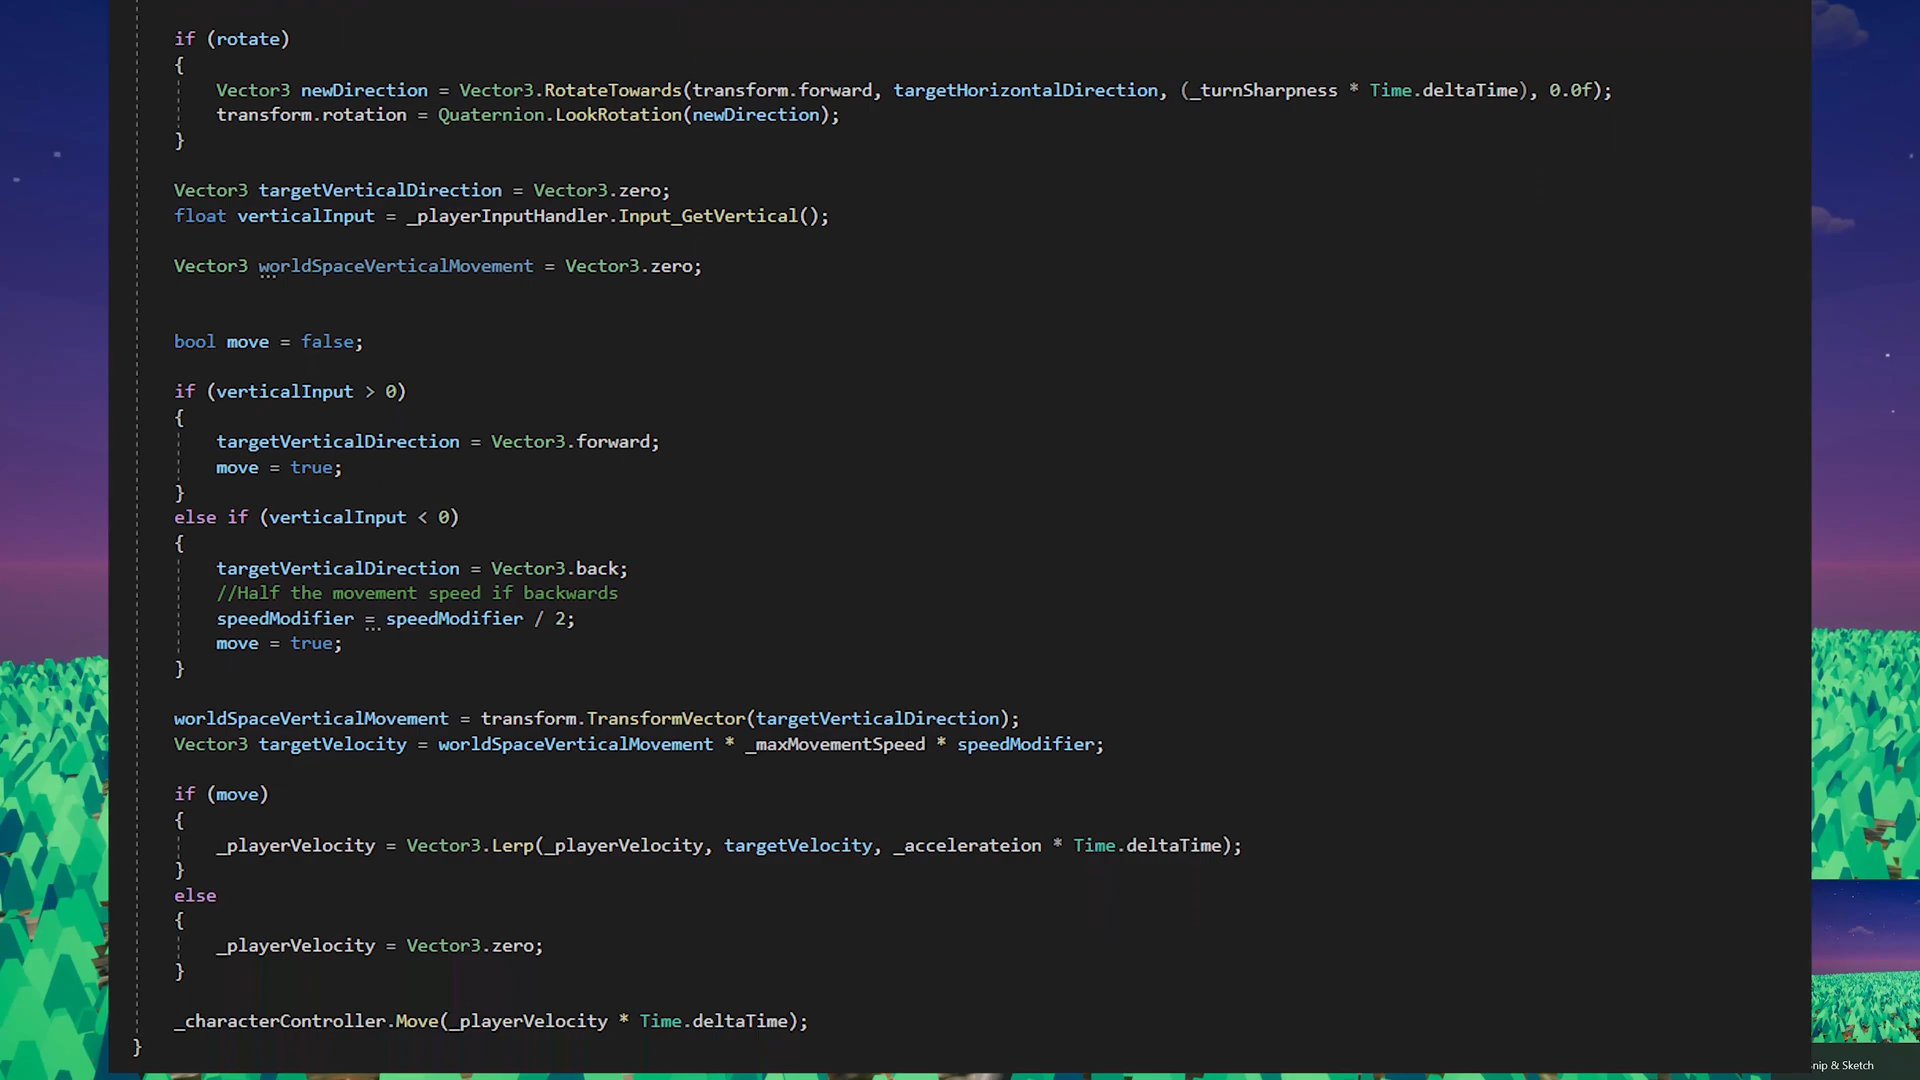 if (rotate)
{
Vector3 newDirection = Vector3.RotateTowards(transform.forward, targetHorizontalDirection, (_turnSharpness * Time.deltaTime), 0.0f);
transform.rotation = Quaternion.LookRotation(newDirection);
}
Vector3 targetVerticalDirection = Vector3.zero;
float verticalInput = _playerInputHandler.Input_GetVertical();
Vector3 worldSpaceVerticalMovement = Vector3.zero;
bool move = false;
if (verticalInput > 0)
{
targetVerticalDirection = Vector3.forward;
move = true;
}
else if (verticalInput < 0)
{
targetVerticalDirection = Vector3.back;
//Half the movement speed if backwards
speedModifier = speedModifier / 2;
move = true;
}
worldSpaceVerticalMovement = transform.TransformVector(targetVerticalDirection);
Vector3 targetVelocity = worldSpaceVerticalMovement * _maxMovementSpeed * speedModifier;
if (move)
{
_playerVelocity = Vector3.Lerp(_playerVelocity, targetVelocity, _accelerateion * Time.deltaTime);
}
else
{
_playerVelocity = Vector3.zero;
}
_characterController.Move(_playerVelocity * Time.deltaTime);
}
& Sketch